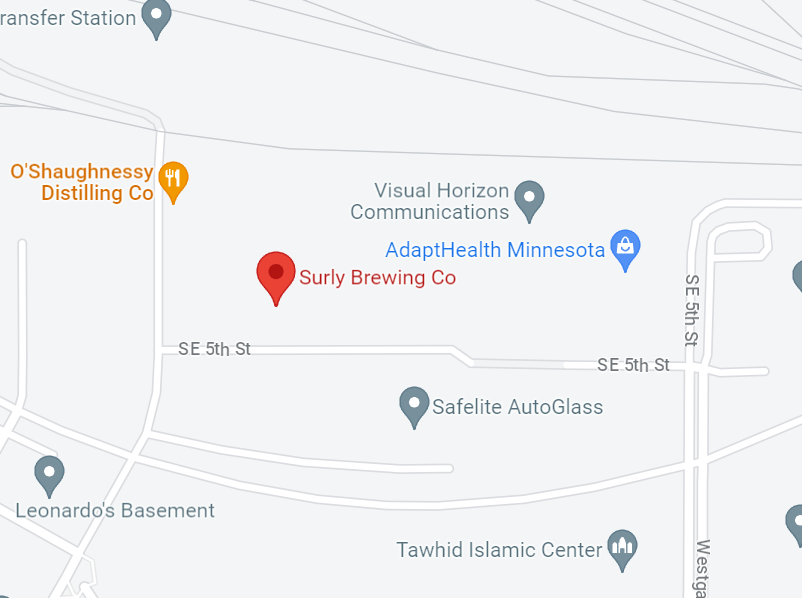 ransfer Station
O'Shaughnessy
Distilling Co
Visual Horizon
Communications
AdaptHealth Minnesota
Surly Brewing Co
SE 5th St
SE 5th St
SE 5th St
Safelite AutoGlass
Leonardo's Basement
Tawhid Islamic Center
Westga